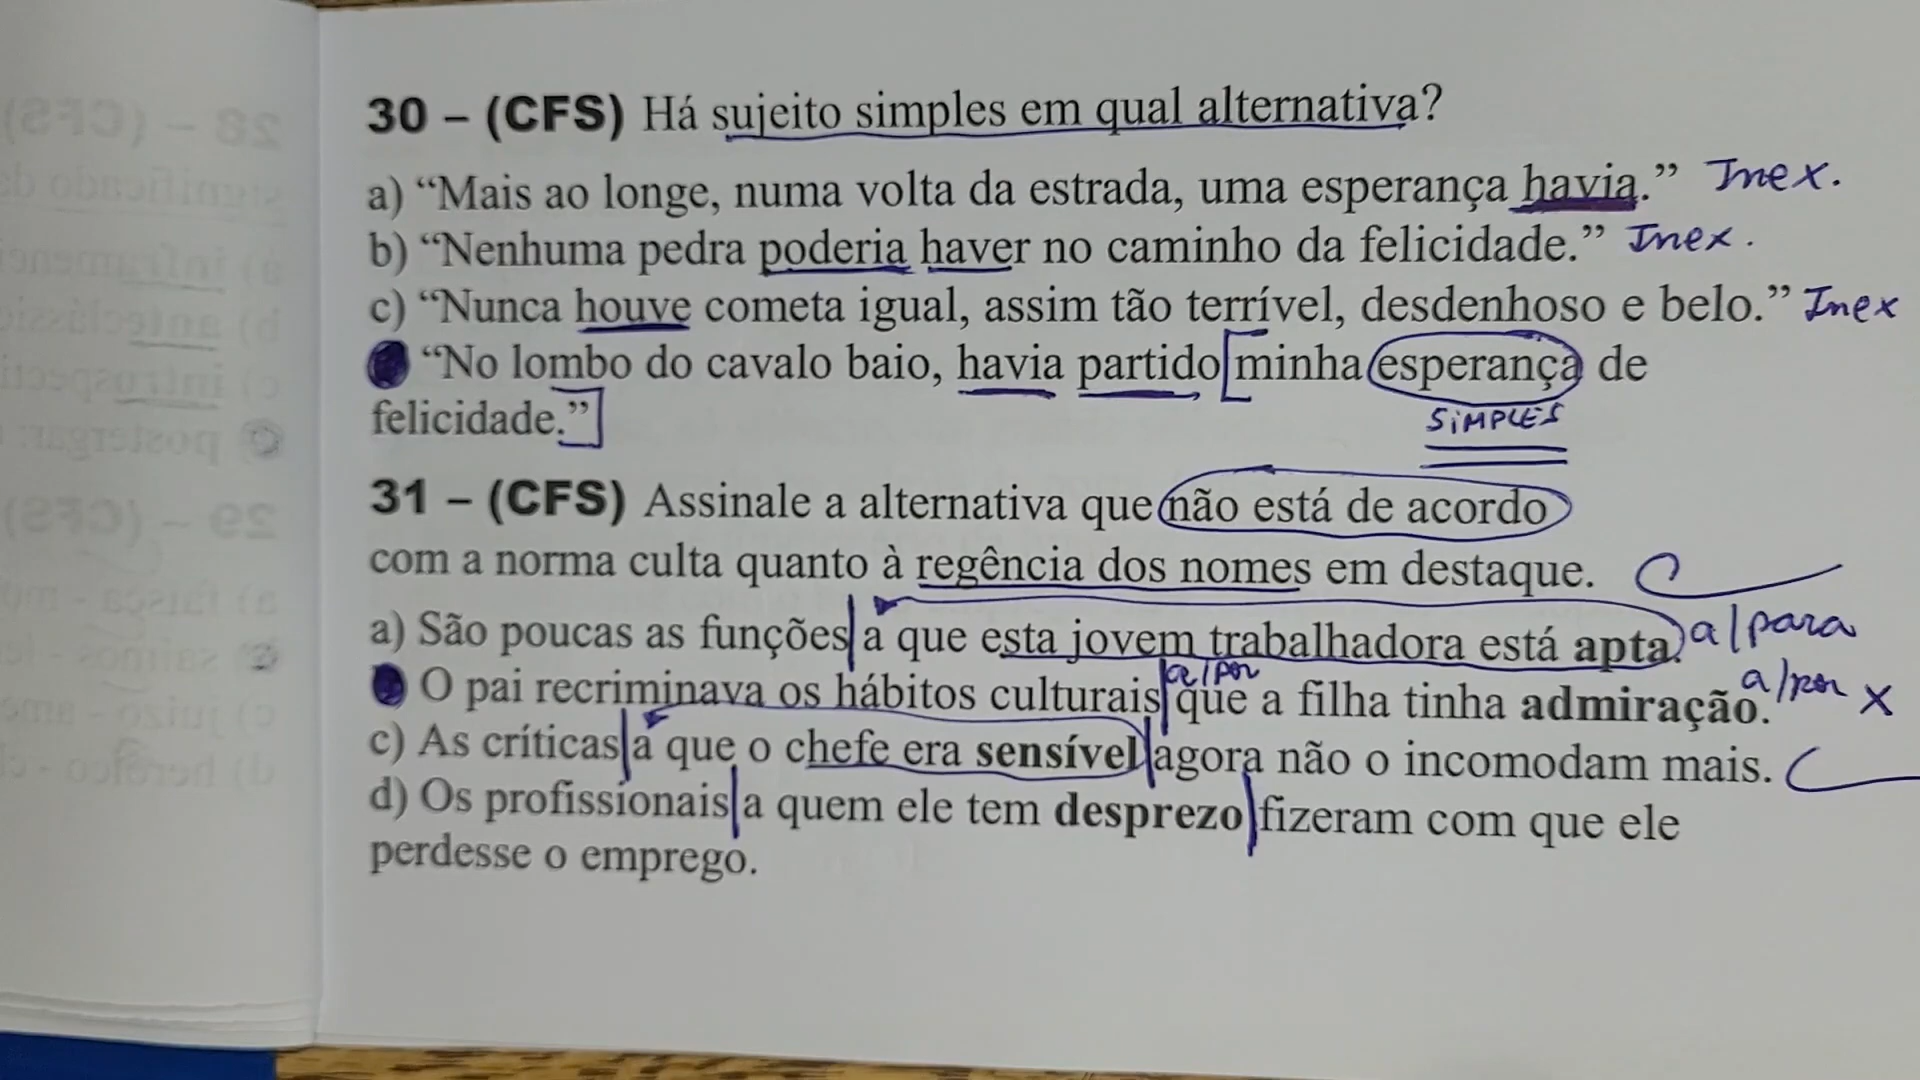 30 – (CFS) Há sujeito simples em qual alternativa?
a) “Mais ao longe, numa volta da estrada, uma esperança havia.” Inex.
b) “Nenhuma pedra poderia haver no caminho da felicidade.” Inex.
c) “Nunca houve cometa igual, assim tão terrível, desdenhoso e belo.” Inex
“No lombo do cavalo baio, havia partido minha esperança de
felicidade.”
SIMPLES
31 – (CFS) Assinale a alternativa que não está de acordo
com a norma culta quanto à regência dos nomes em destaque.
a) São poucas as funções a que esta jovem trabalhadora está apta. a/para
a/por
O pai recriminava os hábitos culturais que a filha tinha admiração. a/por X
c) As críticas a que o chefe era sensível agora não o incomodam mais.
d) Os profissionais a quem ele tem desprezo fizeram com que ele
perdesse o emprego.